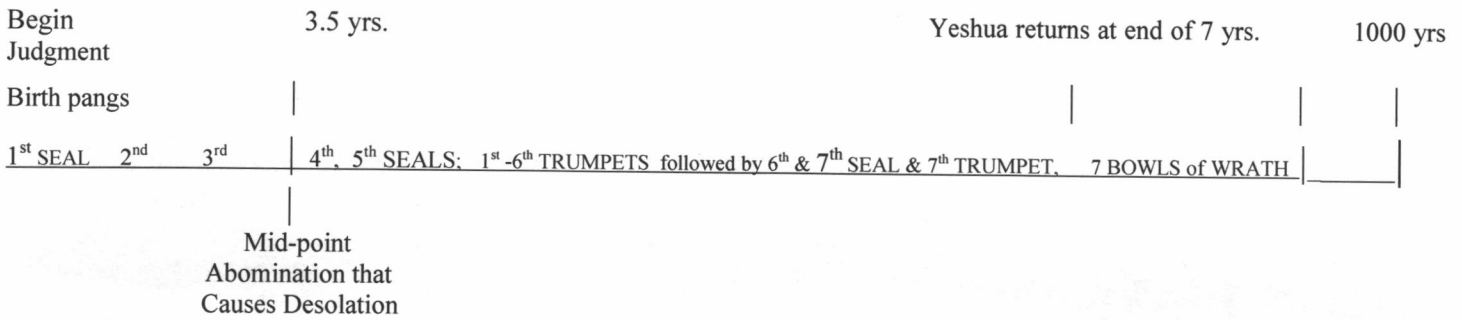 Begin 3.5 yrs. Yeshua returns at end of 7 yrs. 1000 yrs
Judgment
Birth pangs
1st SEAL 2nd 3rd 4th, 5th SEALS; 1st -6th TRUMPETS followed by 6th & 7th SEAL & 7th TRUMPET, 7 BOWLS of WRATH
Mid-point
Abomination that
Causes Desolation